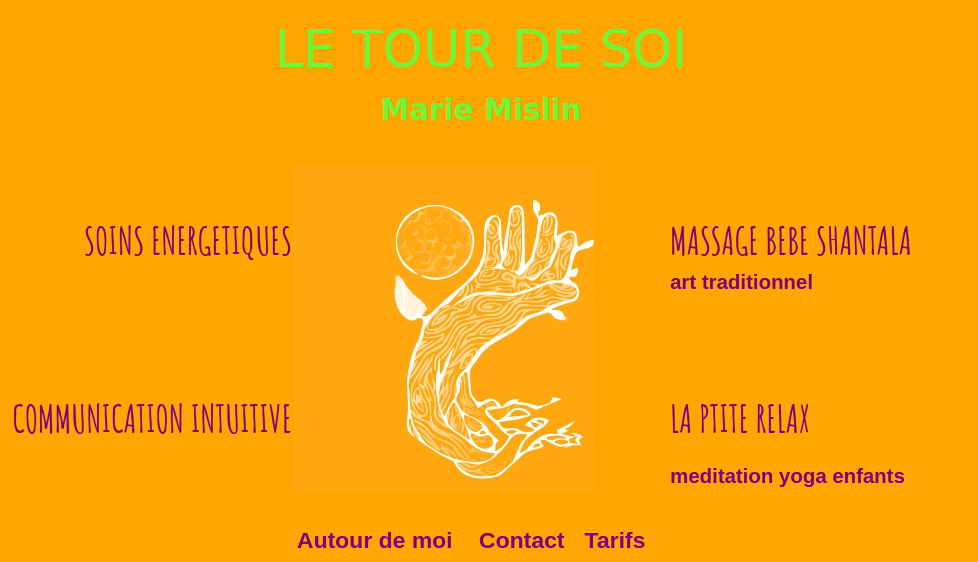 LE TOUR DE SOI
Marie Mislin
SOINS ENERGETIQUES
MASSAGE BEBE SHANTALA
art traditionnel
COMMUNICATION INTUITIVE
LA PTITE RELAX
meditation yoga enfants
Autour de moi Contact Tarifs